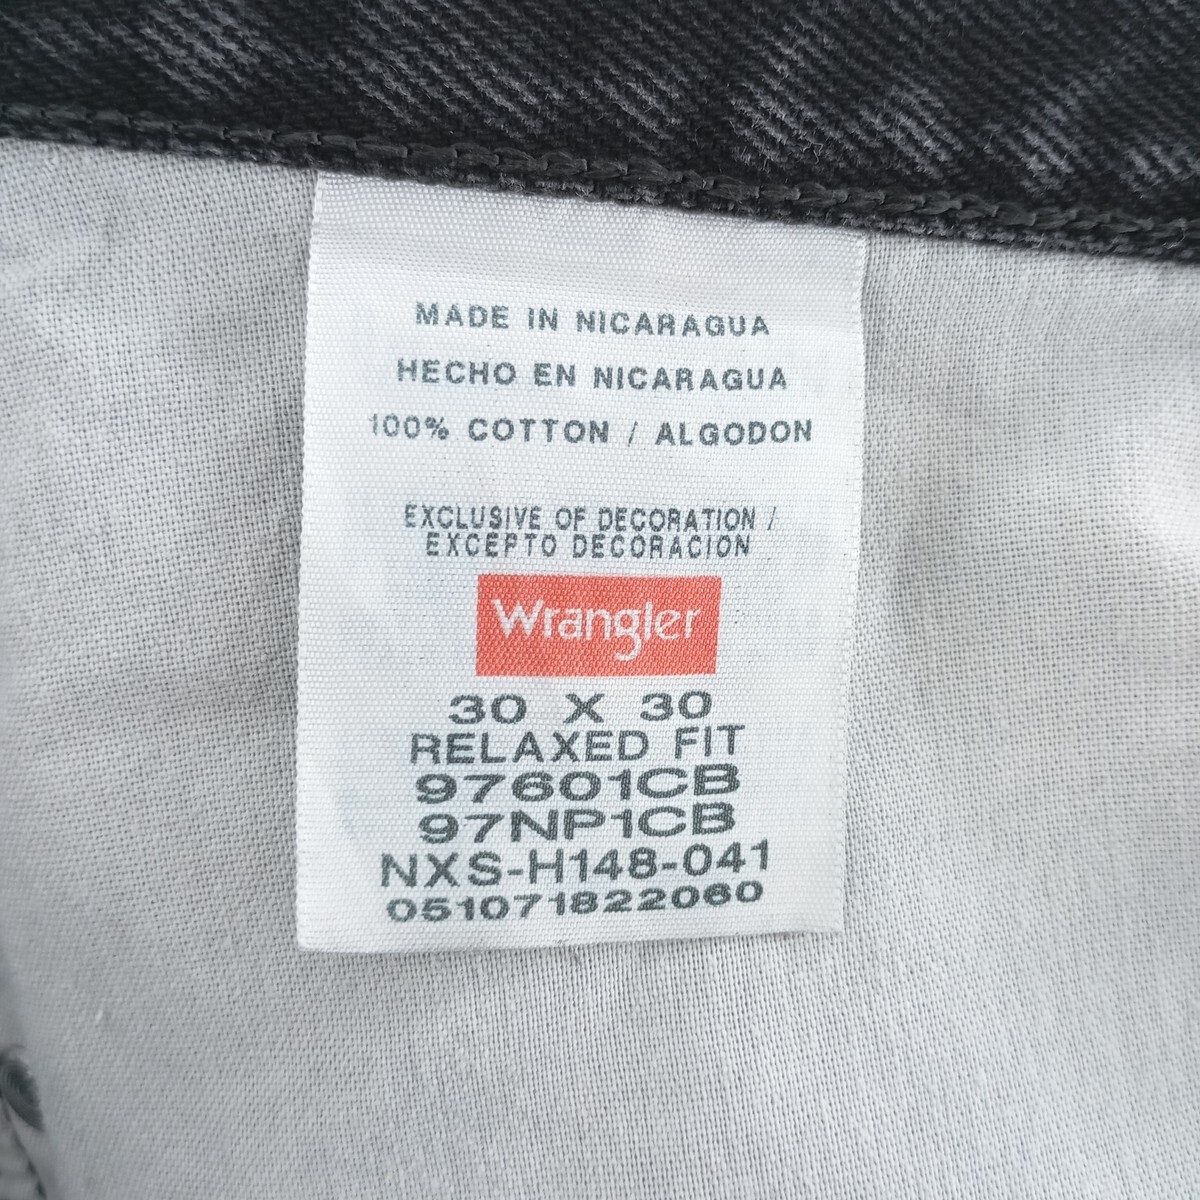 MADE IN NICARAGUA
HECHO EN NICARAGUA
100% COTTON / ALGODON
EXCLUSIVE OF DECORATION /
EXCEPTO DECORACION
Wrangler
30 X 30
RELAXED FIT
97601CB
97NP1CB
NXS-H148-041
051071822060